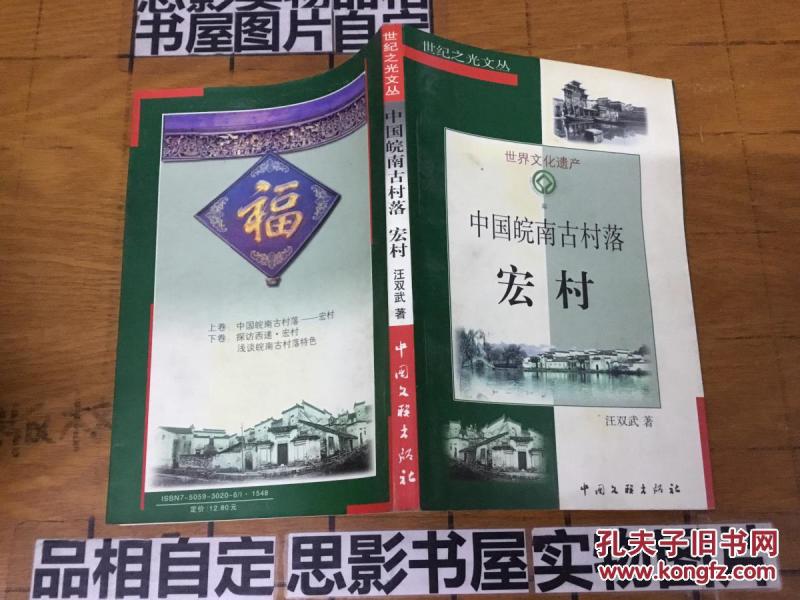 思影实物品相
书屋图片自定
世纪之光文丛
世界文化遗产
中国皖南古村落
宏村
汪双武 著
中国文联出版社
世纪之光文丛
中国皖南古村落 宏村
汪双武 著
中国文联出版社
福
上卷 中国皖南古村落——宏村
下卷 探访西递·宏村
浅谈皖南古村落特色
ISBN7-5059-3020-6/I·1548
定价:12.80元
版权
品相自定 思影书屋实物图片
孔夫子旧书网
www.kongfz.com